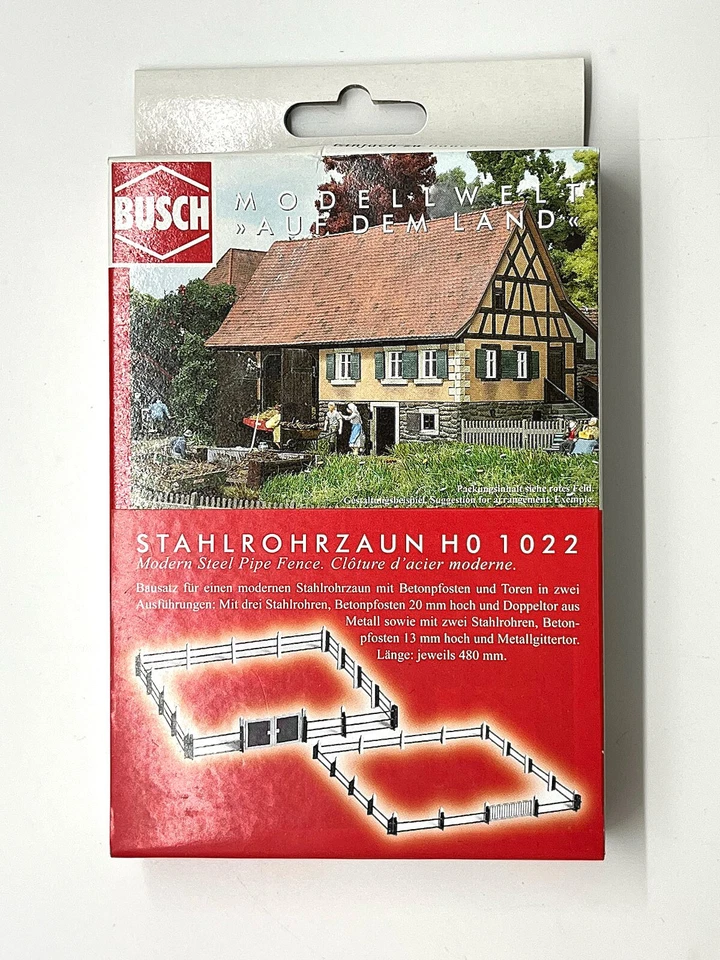 BUSCH
MODELLWELT
»AUF DEM LAND«
Packungsinhalt siehe rotes Feld.
Gestaltungsbeispiel. Suggestion for arrangement. Exemple.
STAHLROHRZAUN H0 1022
Modern Steel Pipe Fence. Clôture d'acier moderne.
Bausatz für einen modernen Stahlrohrzaun mit Betonpfosten und Toren in zwei
Ausführungen: Mit drei Stahlrohren, Betonpfosten 20 mm hoch und Doppeltor aus
Metall sowie mit zwei Stahlrohren, Beton-
pfosten 13 mm hoch und Metallgittertor.
Länge: jeweils 480 mm.